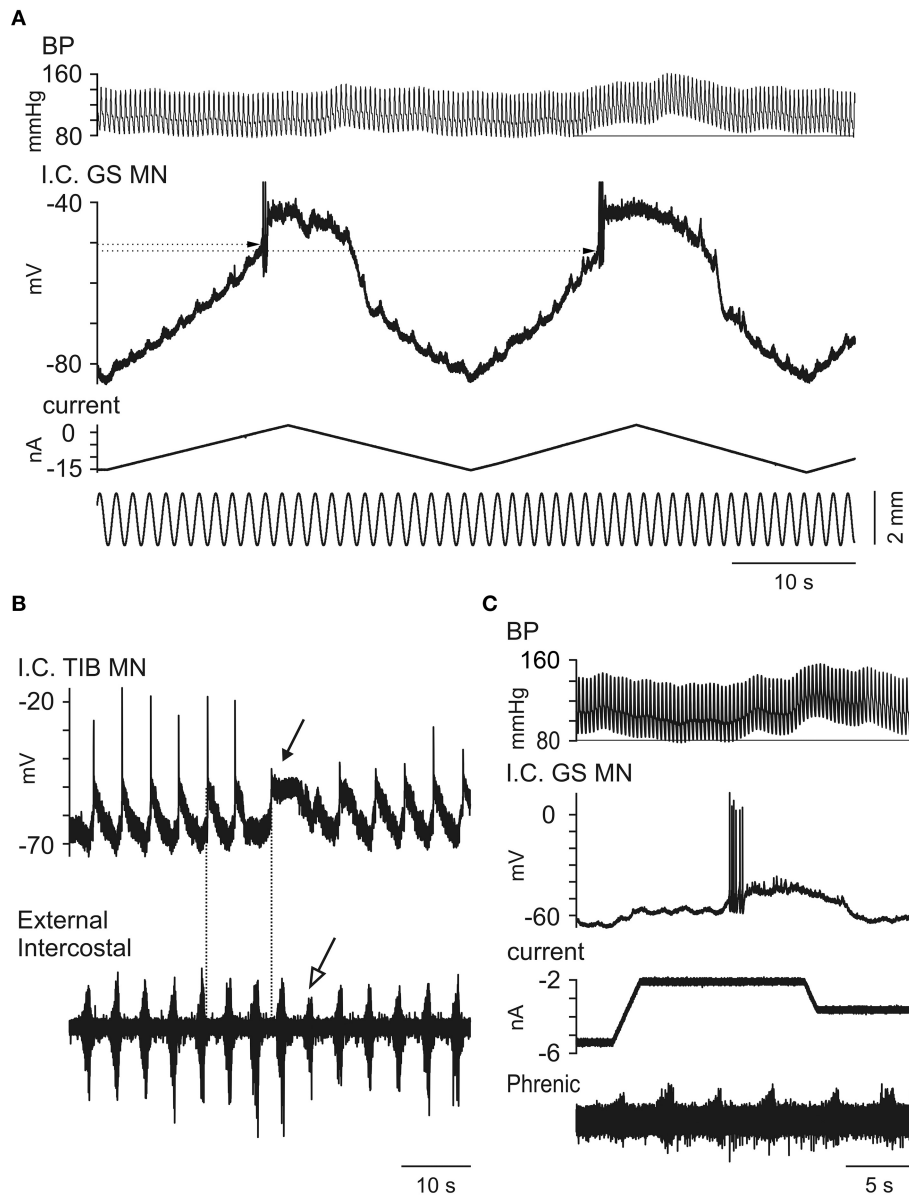 A
BP
160
mmHg
80
I.C. GS MN
-40
mV
-80
current
0
nA
-15
2 mm
10 s
B
I.C. TIB MN
-20
mV
-70
External
Intercostal
10 s
C
BP
160
mmHg
80
I.C. GS MN
0
mV
-60
current
-2
nA
-6
Phrenic
5 s